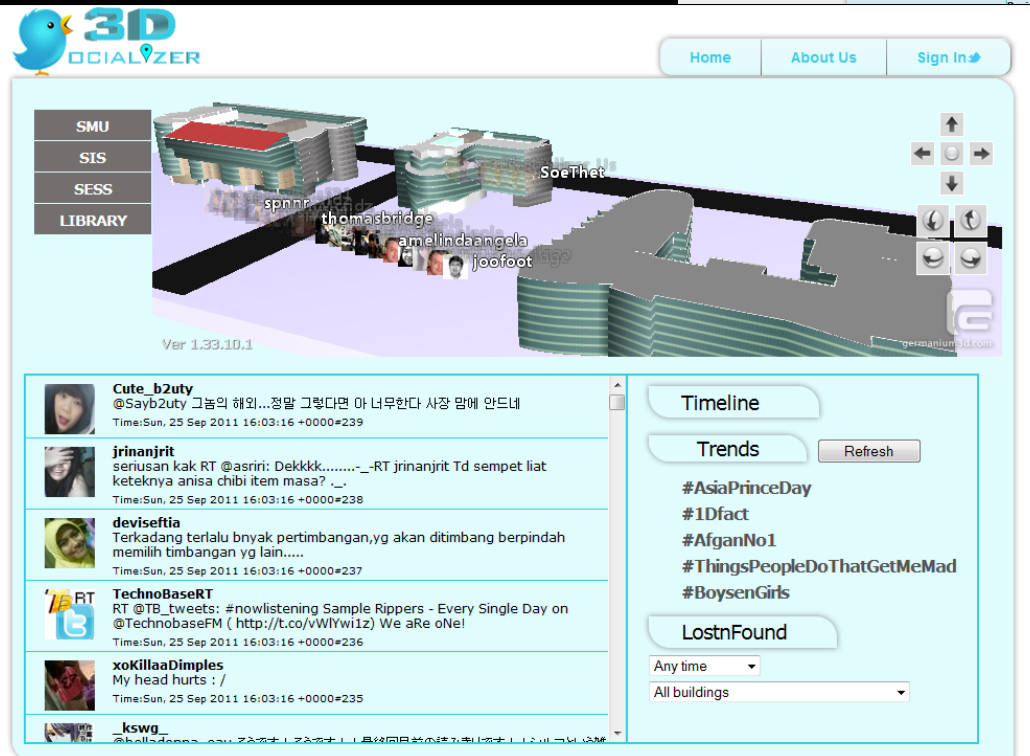 3D
OCIALIZER
Home
About Us
Sign In
SMU
SIS
SESS
LIBRARY
SoeThet
spnnr
thomasbridge
amelindaangela
joofoot
Ver 1.33.10.1
germanium3d.com
Cute_b2uty
@Sayb2uty 그놈의 해외...정말 그렇다면 아 너무한다 사장 맘에 안드네
Time:Sun, 25 Sep 2011 16:03:16 +0000#239
jrinanjrit
seriusan kak RT @asriri: Dekkkk........-_-RT jrinanjrit Td sempet liat
keteknya anisa chibi item masa? ._.
Time:Sun, 25 Sep 2011 16:03:16 +0000#238
deviseftia
Terkadang terlalu bnyak pertimbangan,yg akan ditimbang berpindah
memilih timbangan yg lain.....
Time:Sun, 25 Sep 2011 16:03:16 +0000#237
TechnoBaseRT
RT @TB_tweets: #nowlistening Sample Rippers - Every Single Day on
@TechnobaseFM ( http://t.co/vWlYwi1z) We aRe oNe!
Time:Sun, 25 Sep 2011 16:03:16 +0000#236
xoKillaaDimples
My head hurts : /
Time:Sun, 25 Sep 2011 16:03:16 +0000#235
_kswg_
Timeline
Trends
Refresh
#AsiaPrinceDay
#1Dfact
#AfganNo1
#ThingsPeopleDoThatGetMeMad
#BoysenGirls
LostnFound
Any time
All buildings